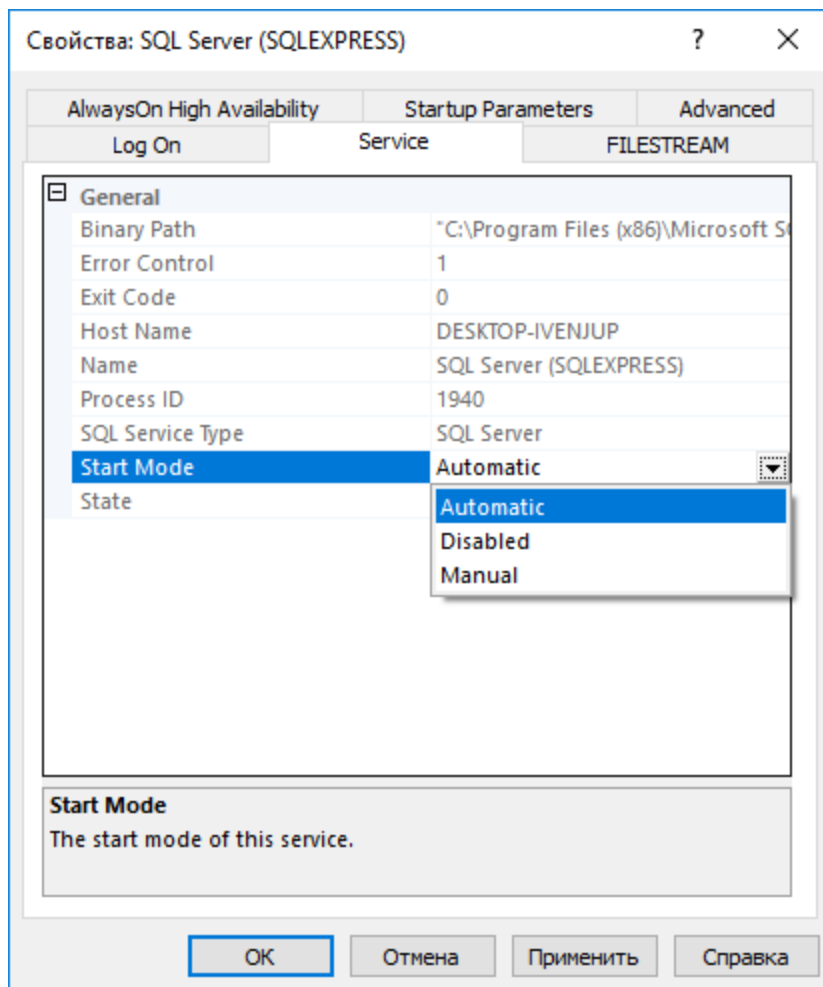 Свойства: SQL Server (SQLEXPRESS)
AlwaysOn High Availability Startup Parameters Advanced
Log On Service FILESTREAM
General
Binary Path "C:\Program Files (x86)\Microsoft
Error Control 1
Exit Code 0
Host Name DESKTOP-IVENJUP
Name SQL Server (SQLEXPRESS)
Process ID 1940
SQL Service Type SQL Server
Start Mode Automatic
State
Automatic
Disabled
Manual
Start Mode
The start mode of this service.
ОК Отмена Применить Справка